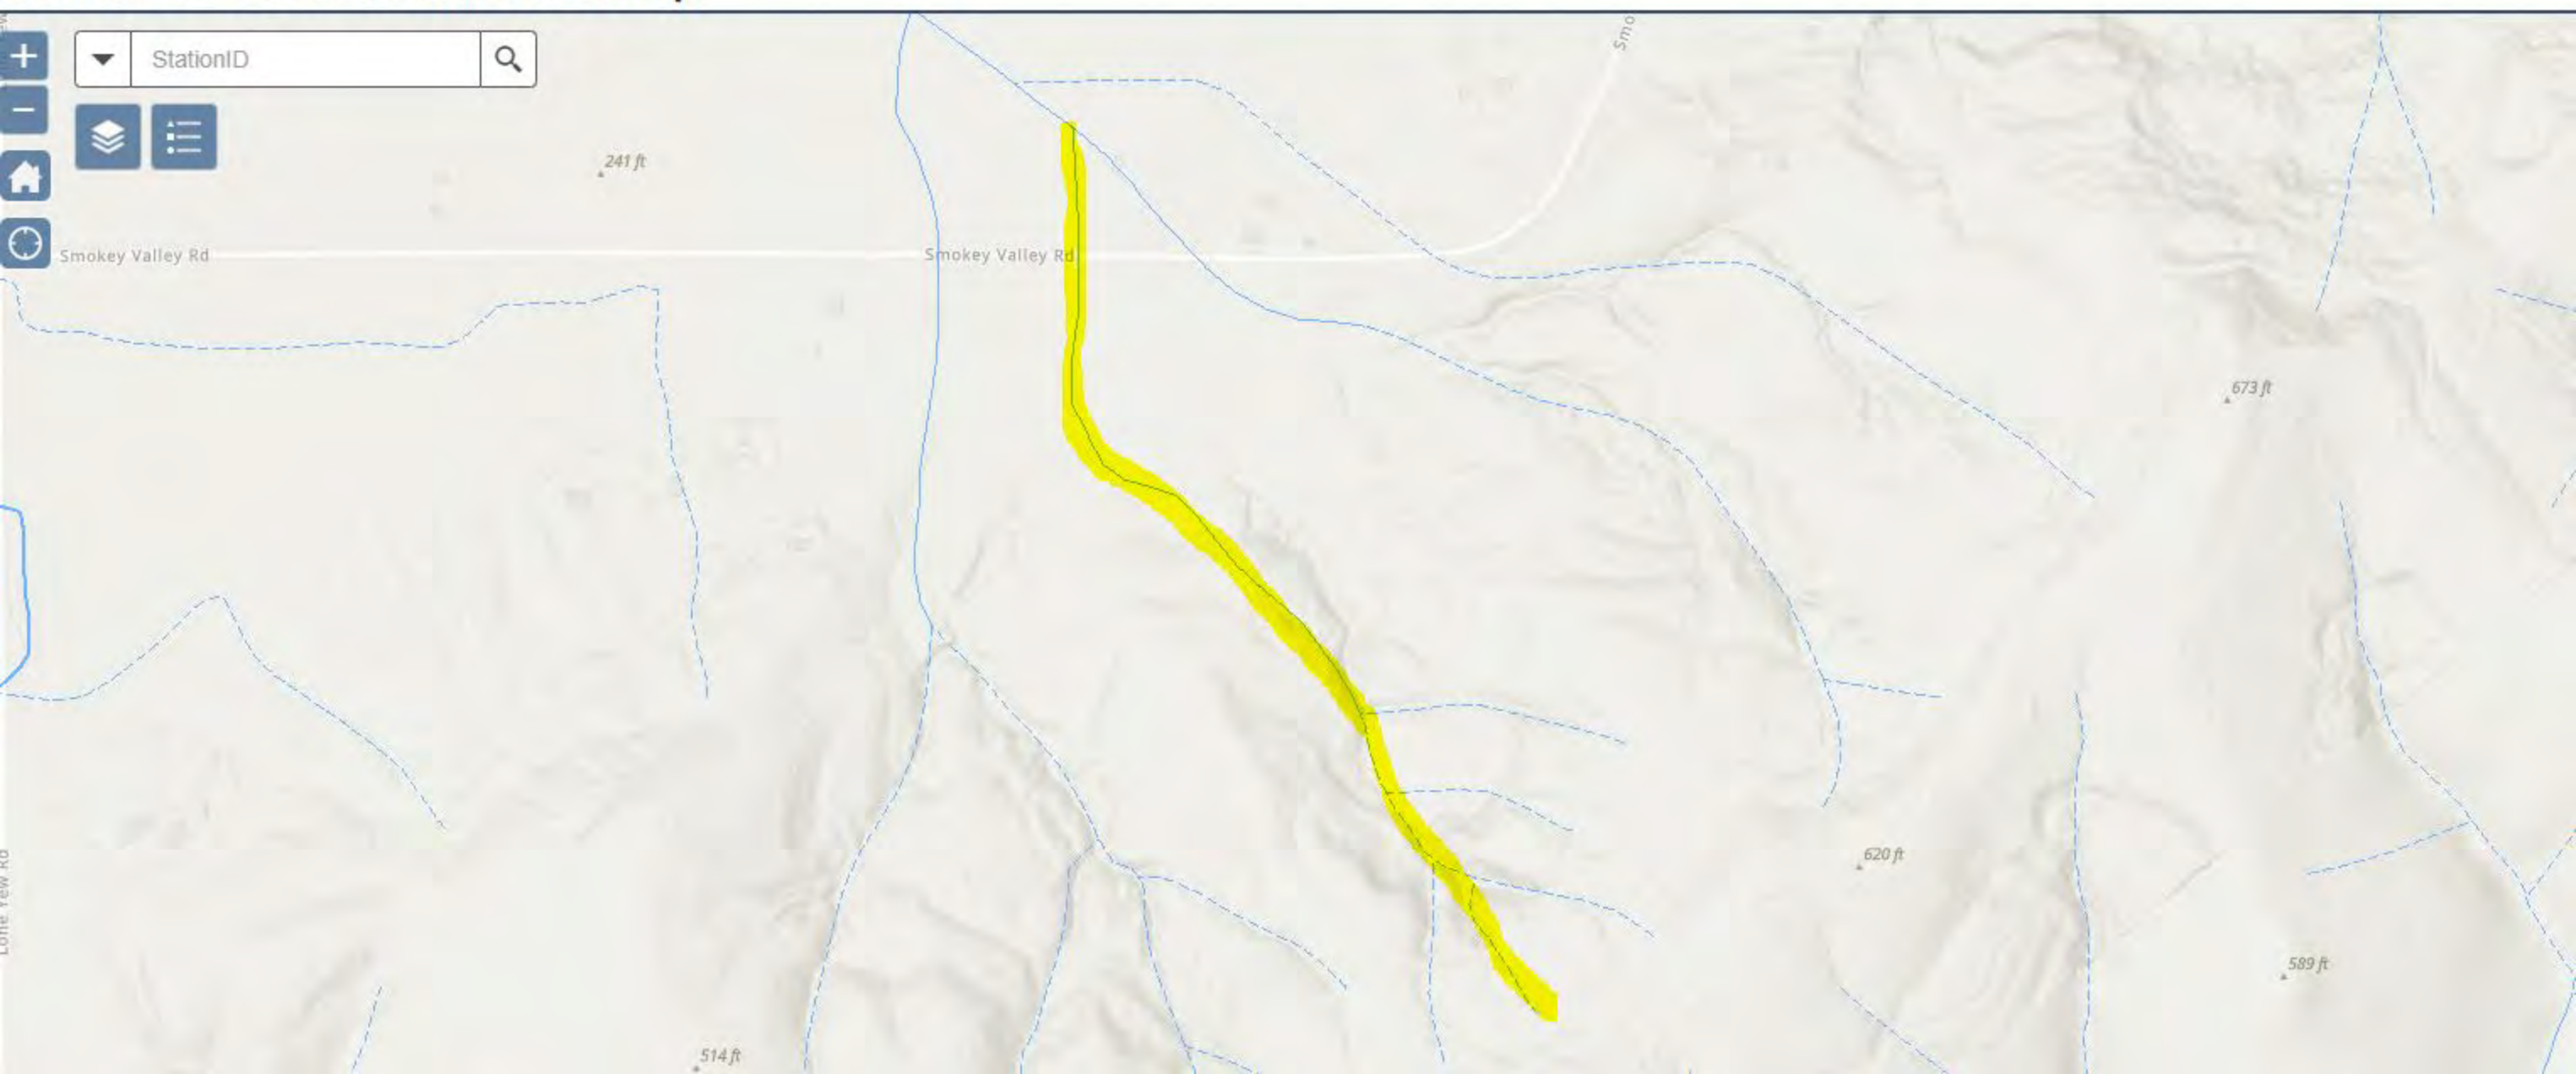 StationID
Smo
241 ft
Smokey Valley Rd
Smokey Valley Rd
673 ft
620 ft
Lone Yew Rd
589 ft
514 ft